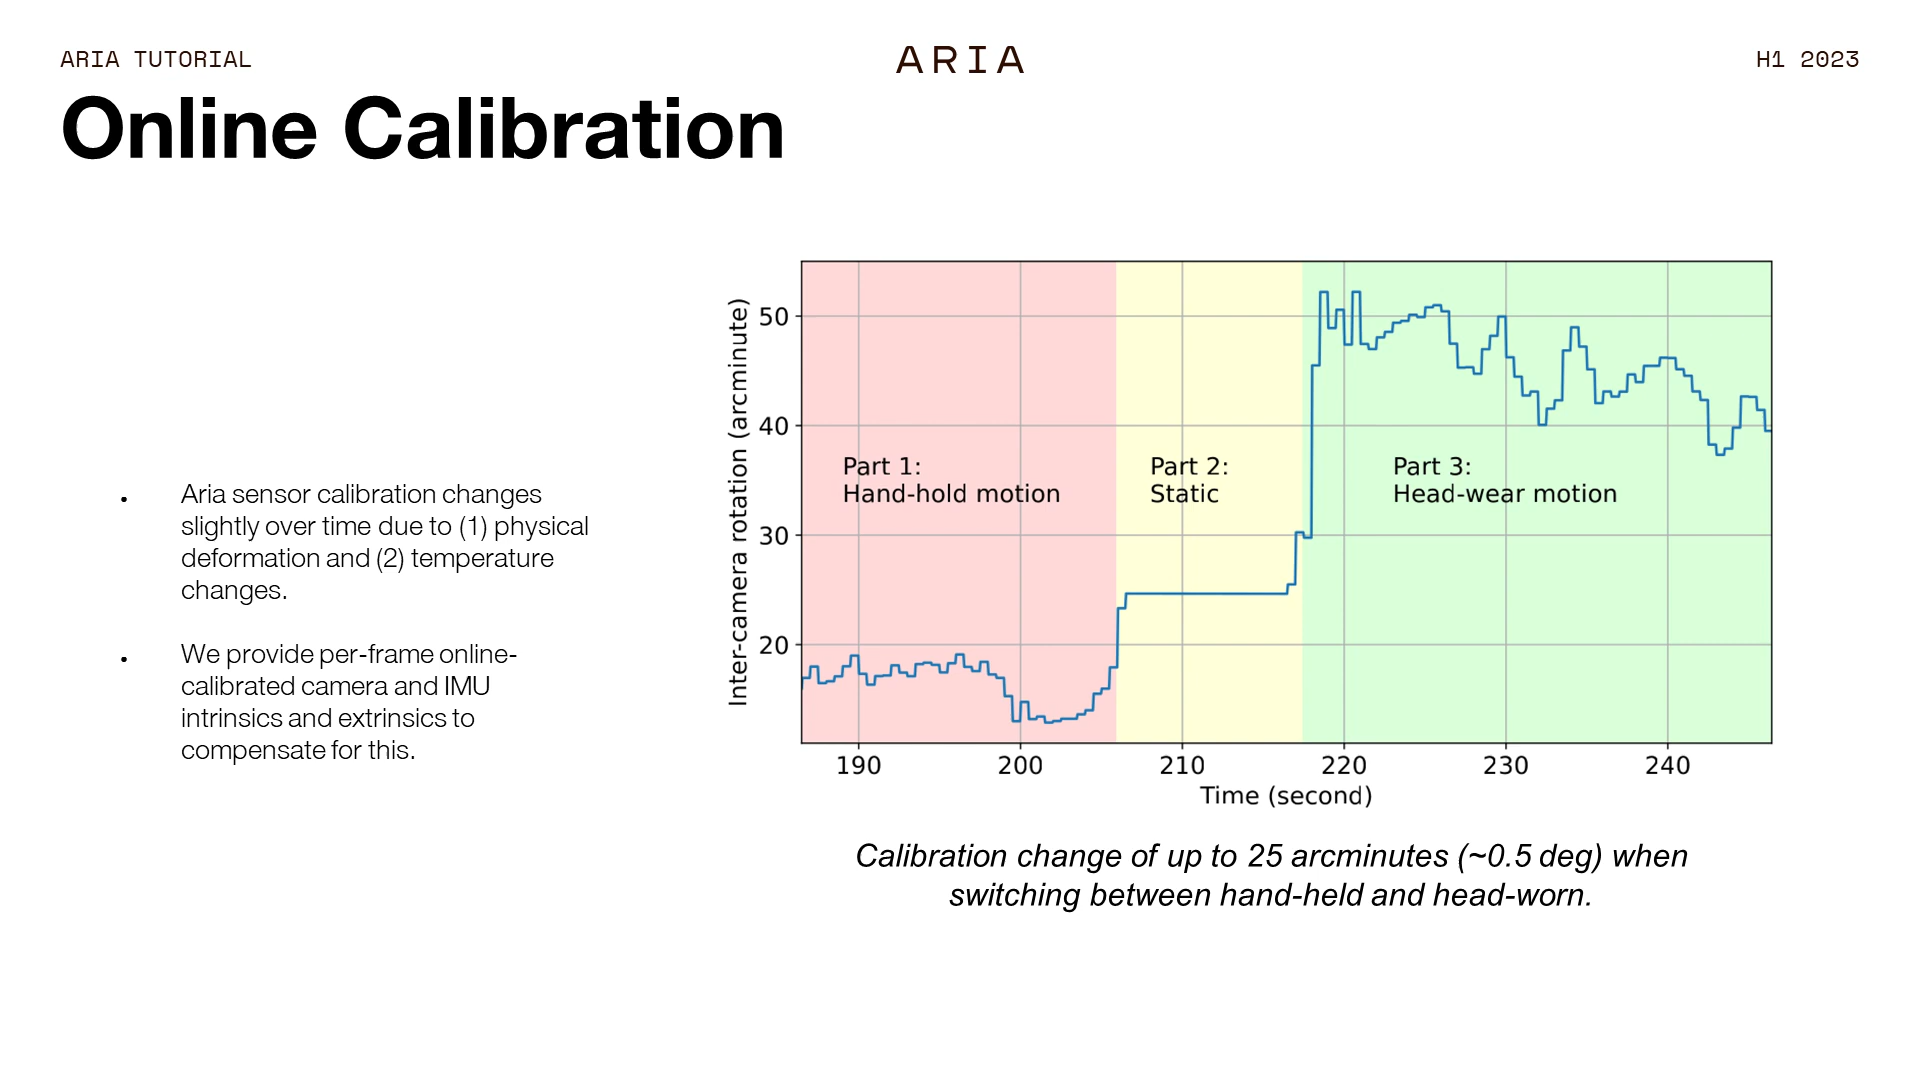 ARIA TUTORIAL
ARIA
H1 2023
Online Calibration
• Aria sensor calibration changes
slightly over time due to (1) physical
deformation and (2) temperature
changes.
• We provide per-frame online-
calibrated camera and IMU
intrinsics and extrinsics to
compensate for this.
Inter-camera rotation (arcminute)
50
40
30
20
Part 1:
Hand-hold motion
Part 2:
Static
Part 3:
Head-wear motion
190 200 210 220 230 240
Time (second)
Calibration change of up to 25 arcminutes (~0.5 deg) when
switching between hand-held and head-worn.